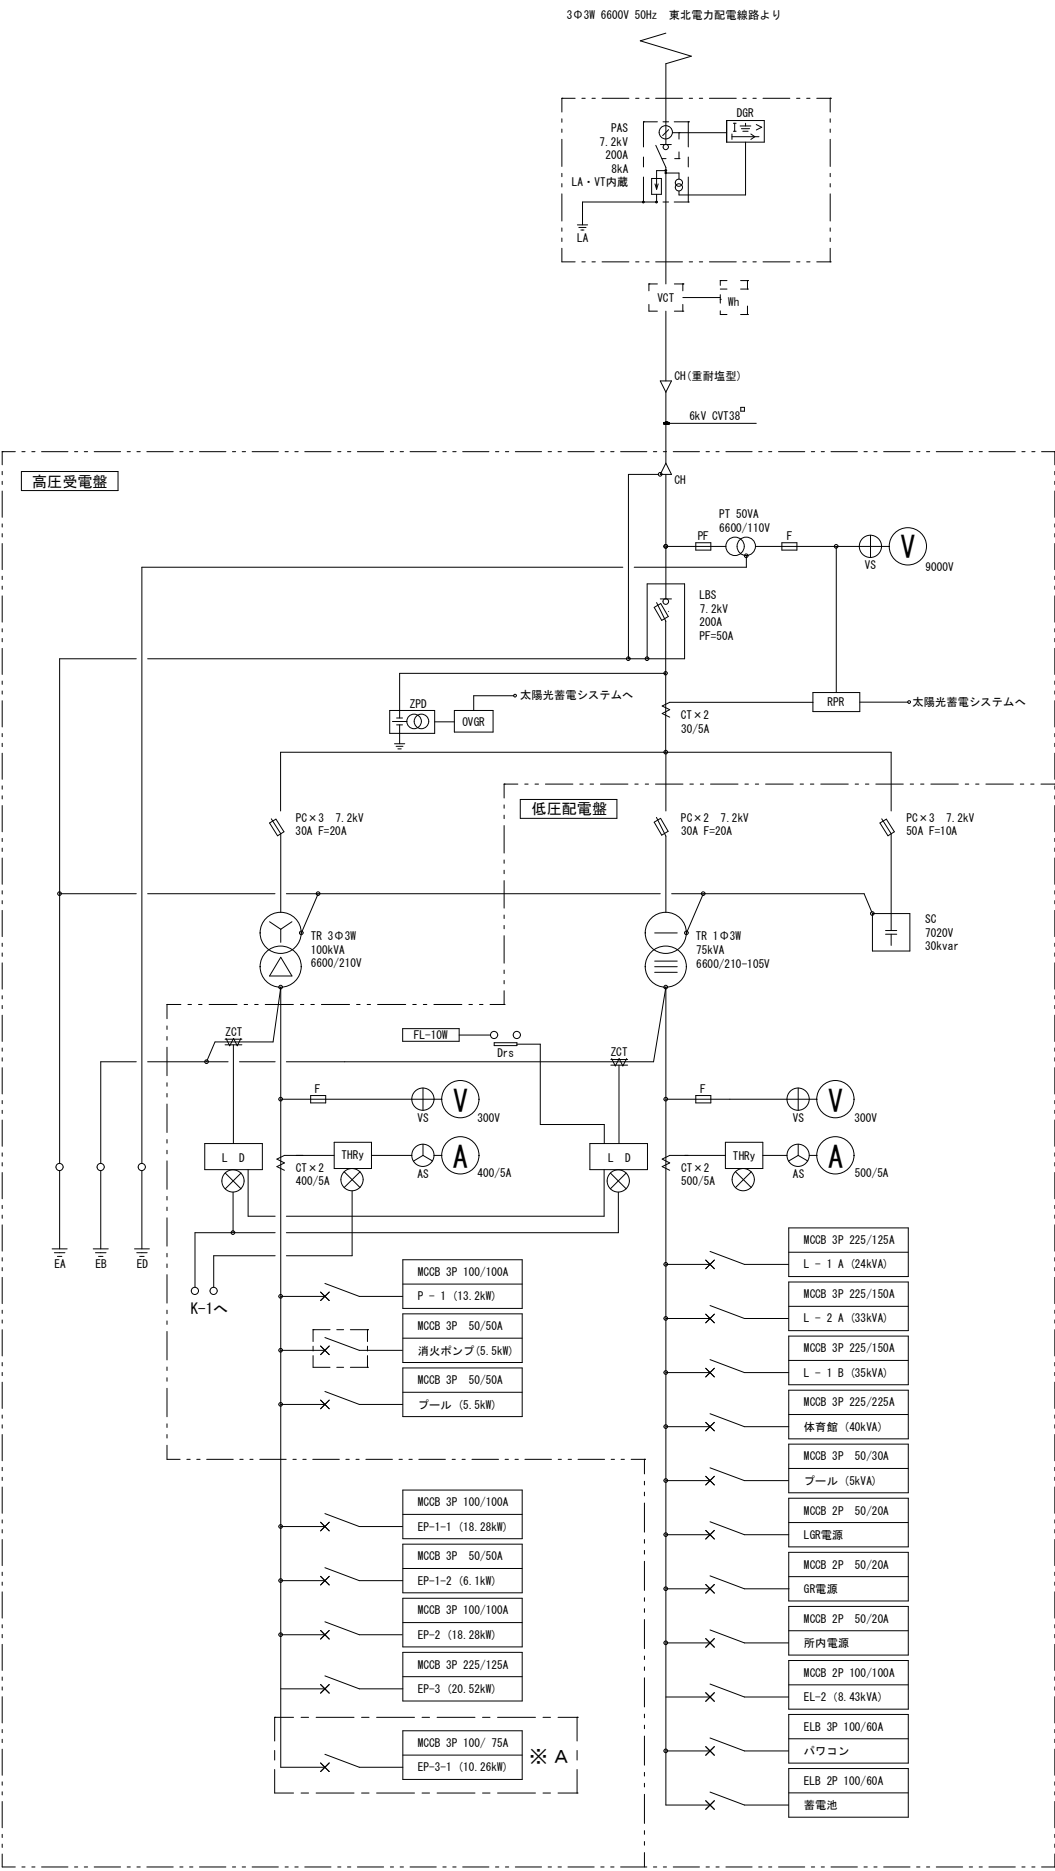 3Φ3W 6600V 50Hz 東北電力配電線路より
DGR
I >
PAS
7.2kV
200A
8kA
LA・VT内蔵
LA
VCT
Wh
CH(重耐塩型)
6kV CVT38□
高圧受電盤
CH
PT 50VA
6600/110V
PF
F
VS
V
9000V
LBS
7.2kV
200A
PF=50A
ZPD
OVGR
太陽光蓄電システムへ
CT×2
30/5A
RPR
太陽光蓄電システムへ
低圧配電盤
PC×3 7.2kV
30A F=20A
PC×2 7.2kV
30A F=20A
PC×3 7.2kV
50A F=10A
TR 3Φ3W
100kVA
6600/210V
TR 1Φ3W
75kVA
6600/210-105V
SC
7020V
30kvar
ZCT
FL-10W
Drs
ZCT
F
VS
V
300V
F
VS
V
300V
L D
CT×2
400/5A
THRy
AS
A
400/5A
L D
CT×2
500/5A
THRy
AS
A
500/5A
EA
EB
ED
K-1へ
MCCB 3P 100/100A
P - 1 (13.2kW)
MCCB 3P 50/50A
消火ポンプ(5.5kW)
MCCB 3P 50/50A
プール (5.5kW)
MCCB 3P 100/100A
EP-1-1 (18.28kW)
MCCB 3P 50/50A
EP-1-2 (6.1kW)
MCCB 3P 100/100A
EP-2 (18.28kW)
MCCB 3P 225/125A
EP-3 (20.52kW)
MCCB 3P 100/ 75A
EP-3-1 (10.26kW)
※ A
MCCB 3P 225/125A
L - 1 A (24kVA)
MCCB 3P 225/150A
L - 2 A (33kVA)
MCCB 3P 225/150A
L - 1 B (35kVA)
MCCB 3P 225/225A
体育館 (40kVA)
MCCB 3P 50/30A
プール (5kVA)
MCCB 2P 50/20A
LGR電源
MCCB 2P 50/20A
GR電源
MCCB 2P 50/20A
所内電源
MCCB 2P 100/100A
EL-2 (8.43kVA)
ELB 3P 100/60A
パワコン
ELB 2P 100/60A
蓄電池